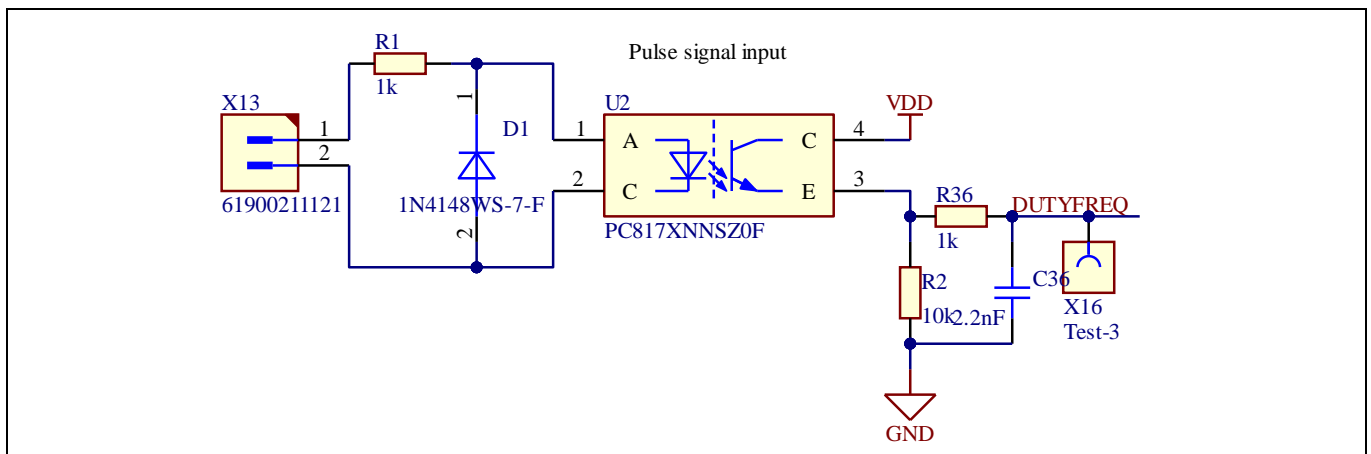 Pulse signal input
R1
1k
X13
1
2
61900211121
1
D1
1N4148WS-7-F
2
U2
1
A
C
4
VDD
2
C
E
3
PC817XNNSZ0F
R36
1k
DUTYFREQ
R2
10k
C36
2.2nF
X16
Test-3
GND